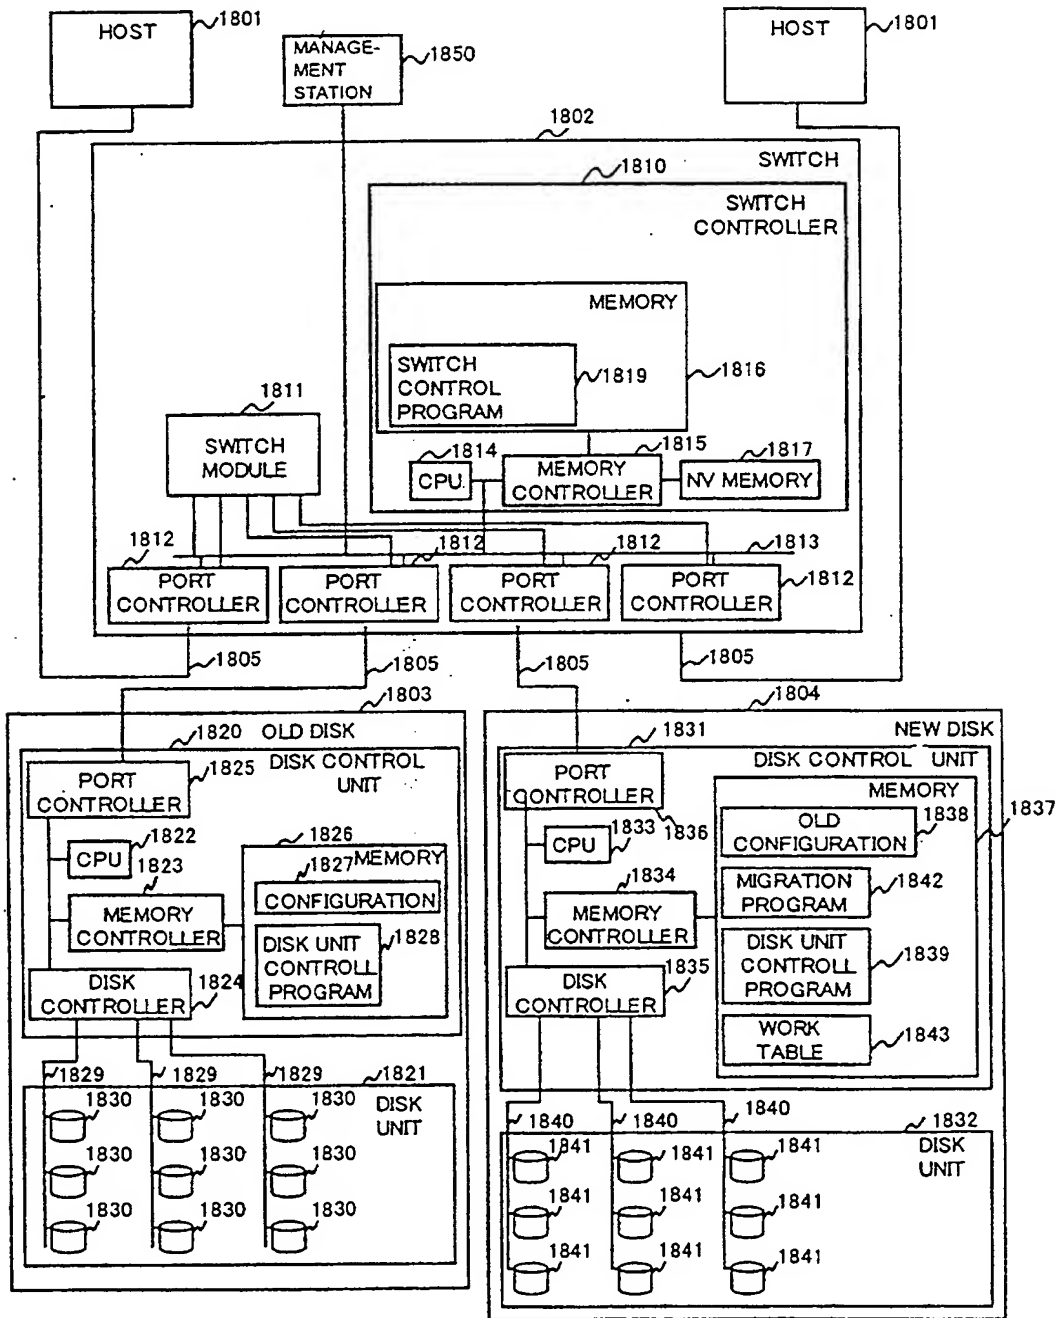 HOST
1801
MANAGE-
MENT
STATION
1850
HOST
1801
1802
SWITCH
1810
SWITCH
CONTROLLER
MEMORY
SWITCH
CONTROL
PROGRAM
1819
1816
1811
SWITCH
MODULE
1814
CPU
1815
MEMORY
CONTROLLER
1817
NV MEMORY
1813
1812
PORT
CONTROLLER
1812
PORT
CONTROLLER
1812
PORT
CONTROLLER
1812
PORT
CONTROLLER
1805
1805
1805
1805
1803
OLD DISK
1820
DISK CONTROL
UNIT
1825
PORT
CONTROLLER
1822
CPU
1823
MEMORY
CONTROLLER
1826
MEMORY
1827
CONFIGURATION
1828
DISK UNIT
CONTROLL
PROGRAM
1824
DISK
CONTROLLER
1829
1829
1829
1821
DISK
UNIT
1830
1830
1830
1830
1830
1830
1830
1830
1830
1804
NEW DISK
1831
DISK CONTROL UNIT
PORT
CONTROLLER
1836
1833
CPU
1834
MEMORY
CONTROLLER
MEMORY
1837
1838
OLD
CONFIGURATION
MIGRATION
PROGRAM
1842
DISK UNIT
CONTROLL
PROGRAM
1839
WORK
TABLE
1843
1835
DISK
CONTROLLER
1840
1840
1840
1832
DISK
UNIT
1841
1841
1841
1841
1841
1841
1841
1841
1841